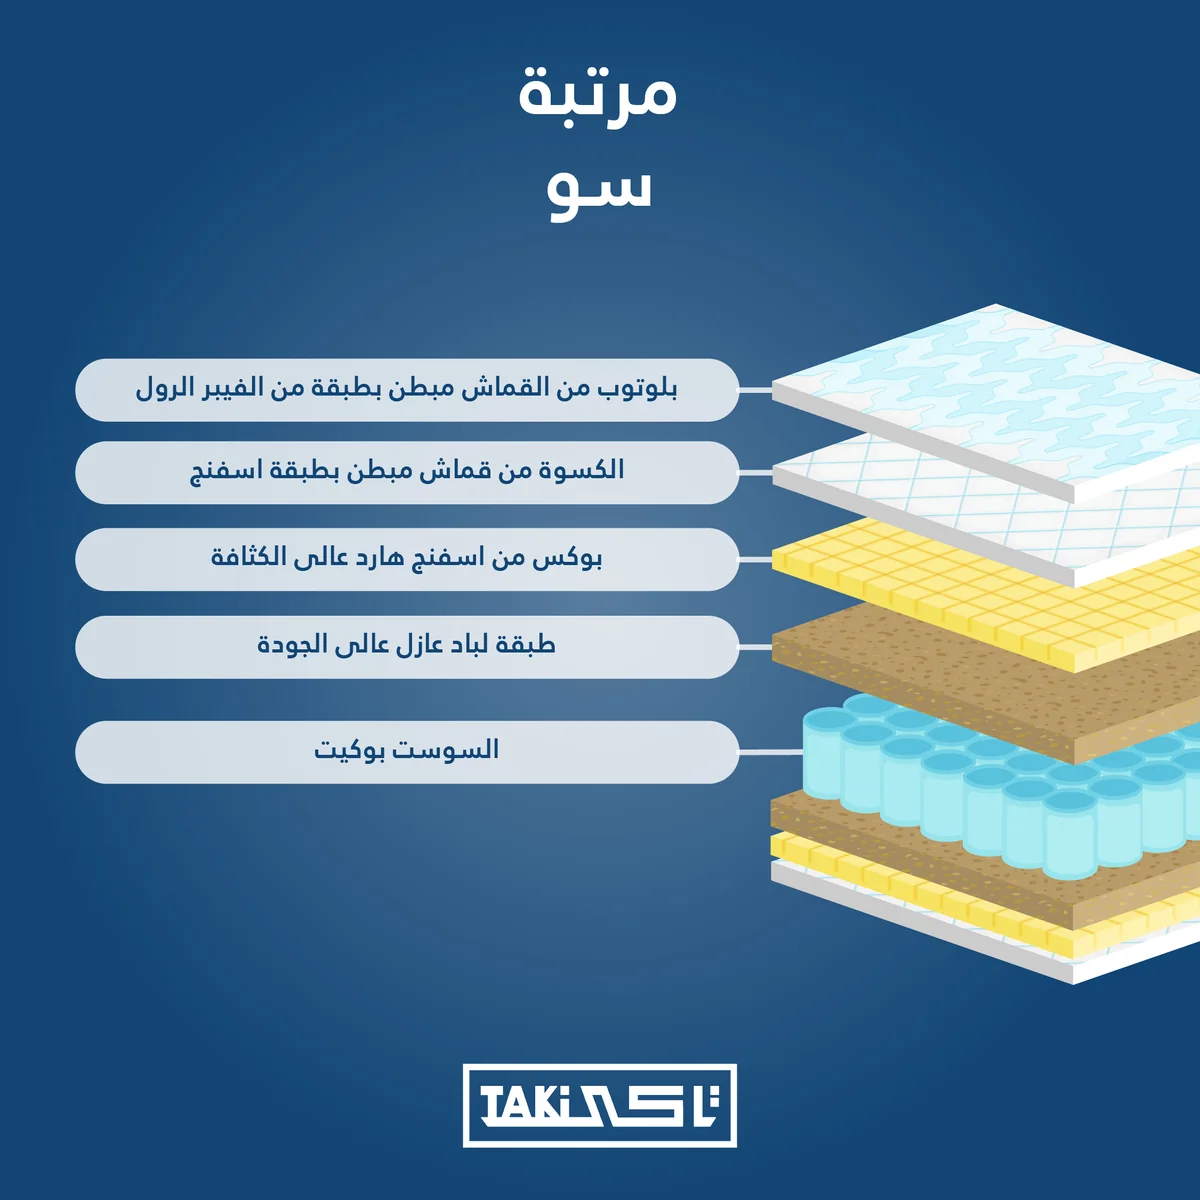 مرتبة
سو
بلوتوب من القماش مبطن بطبقة من الفيبر الرول
الكسوة من قماش مبطن بطبقة اسفنج
بوكس من اسفنج هارد عالى الكثافة
طبقة لباد عازل عالى الجودة
السوست بوكيت
TAKi تاكى